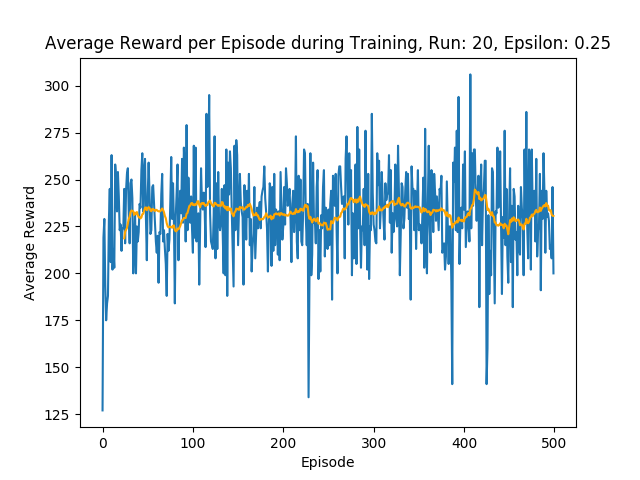 Average Reward per Episode during Training, Run: 20, Epsilon: 0.25
300
275
250
225
200
175
150
125
Average Reward
0 100 200 300 400 500
Episode